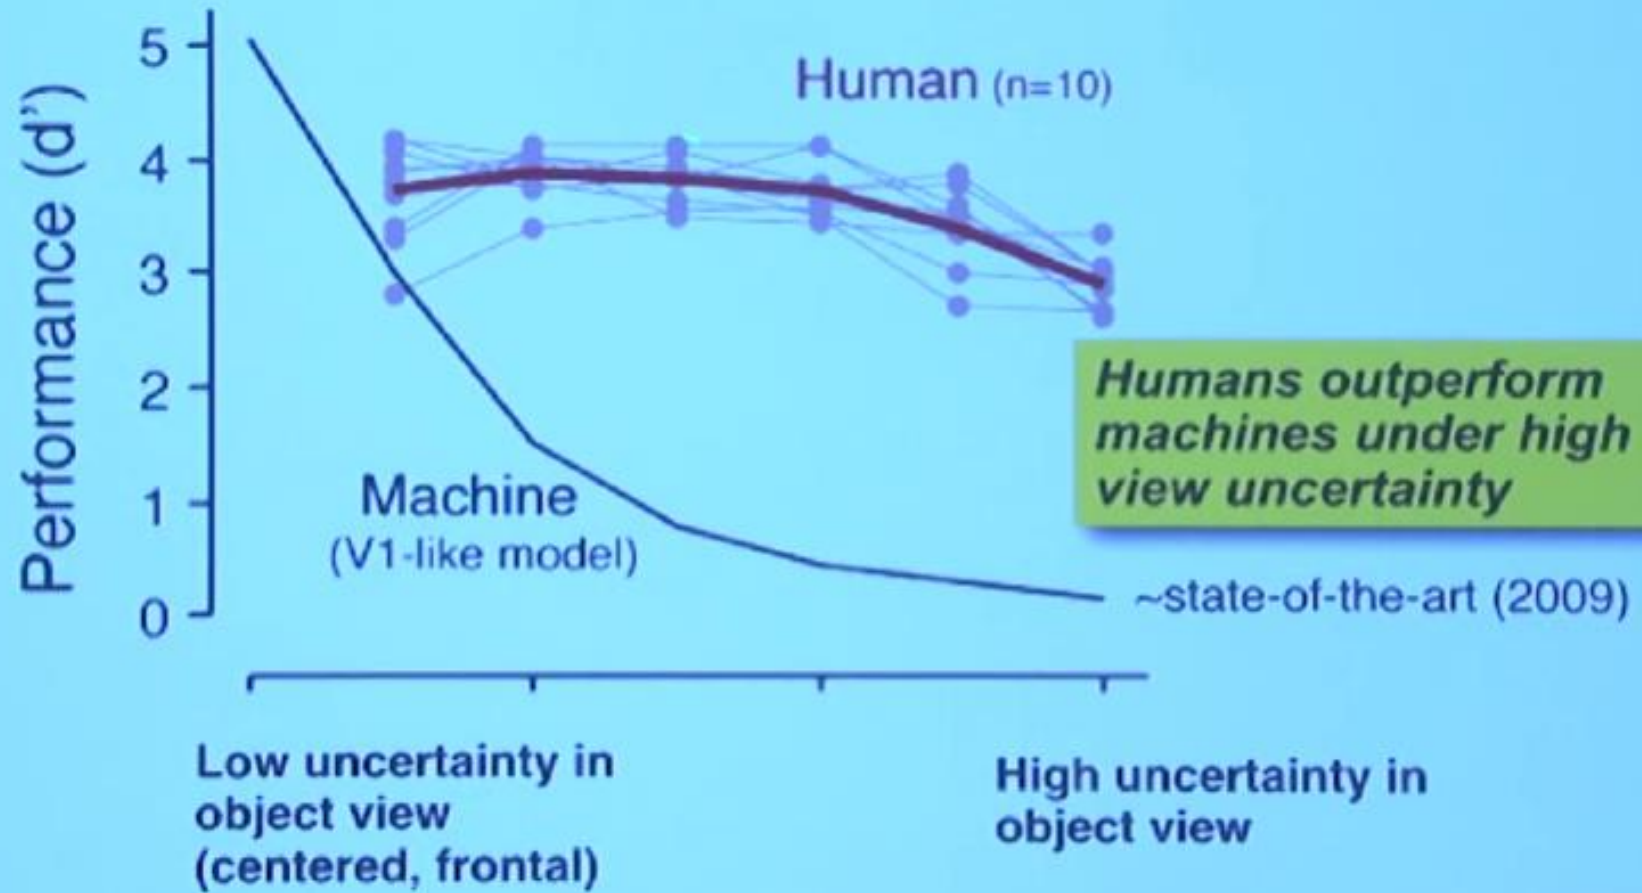 Performance (d')
5
4
3
2
1
0
Human (n=10)
Machine
(V1-like model)
Humans outperform
machines under high
view uncertainty
~state-of-the-art (2009)
Low uncertainty in
object view
(centered, frontal)
High uncertainty in
object view